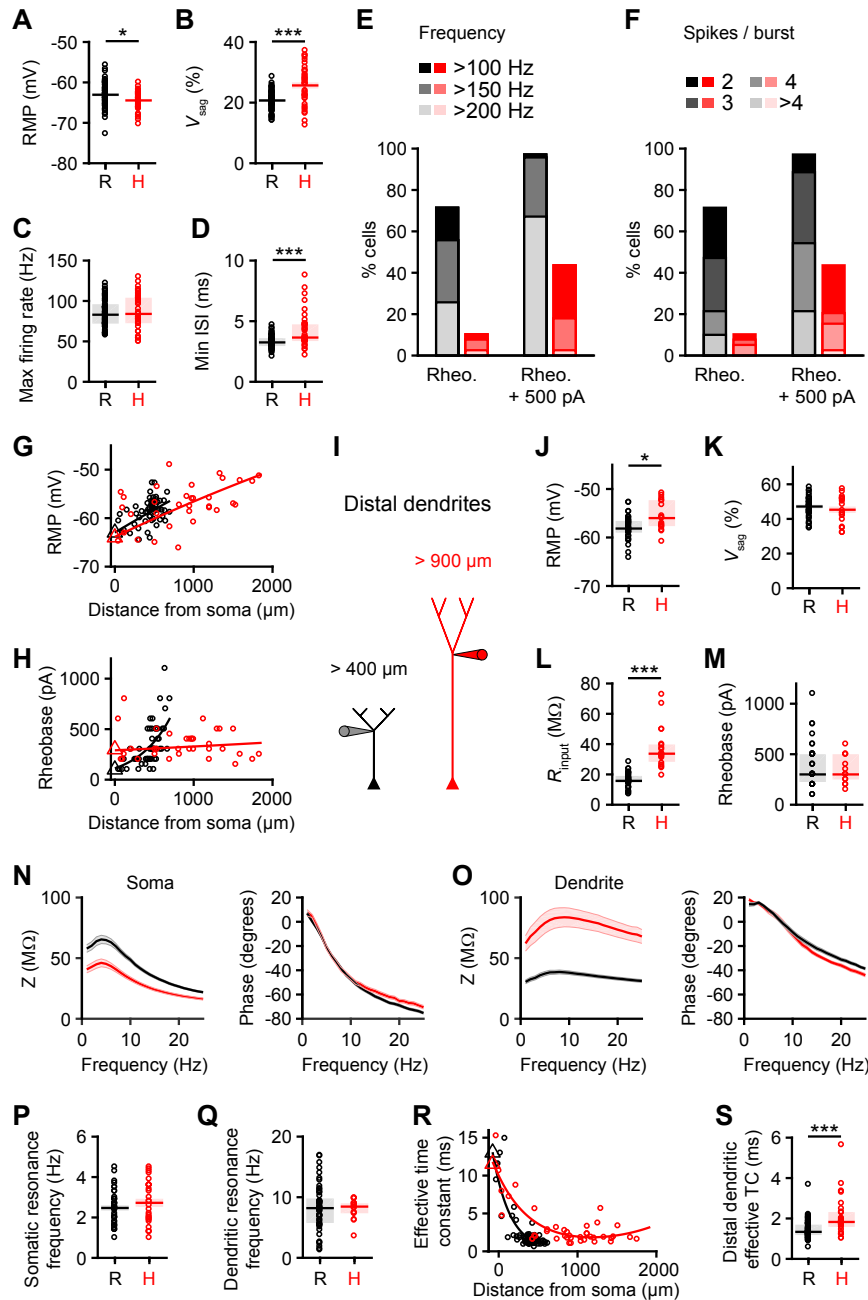 A
*
RMP (mV)
-50
-60
-70
-80
R
H
B
***
Vsag (%)
40
20
0
R
H
C
Max firing rate (Hz)
150
100
50
0
R
H
D
***
Min ISI (ms)
10
5
0
R
H
E
Frequency
>100 Hz
>150 Hz
>200 Hz
% cells
100
80
60
40
20
0
Rheo.
Rheo.
+ 500 pA
F
Spikes / burst
2
4
3
>4
% cells
100
80
60
40
20
0
Rheo.
Rheo.
+ 500 pA
G
RMP (mV)
-50
-60
-70
0
1000
2000
Distance from soma (µm)
H
Rheobase (pA)
1000
500
0
0
1000
2000
Distance from soma (µm)
I
Distal dendrites
> 900 µm
> 400 µm
J
*
RMP (mV)
-50
-60
-70
R
H
K
Vsag (%)
60
40
20
0
R
H
L
***
Rinput (MΩ)
80
60
40
20
0
R
H
M
Rheobase (pA)
1000
500
0
R
H
N
Soma
Z (MΩ)
100
50
0
0
10
20
Frequency (Hz)
Phase (degrees)
20
0
-20
-40
-60
-80
0
10
20
Frequency (Hz)
O
Dendrite
Z (MΩ)
100
50
0
0
10
20
Frequency (Hz)
Phase (degrees)
20
0
-20
-40
-60
-80
0
10
20
Frequency (Hz)
P
Somatic resonance
frequency (Hz)
6
4
2
0
R
H
Q
Dendritic resonance
frequency (Hz)
20
10
0
R
H
R
Effective time
constant (ms)
15
10
5
0
0
1000
2000
Distance from soma (µm)
S
***
Distal dendritic
effective TC (ms)
6
4
2
0
R
H